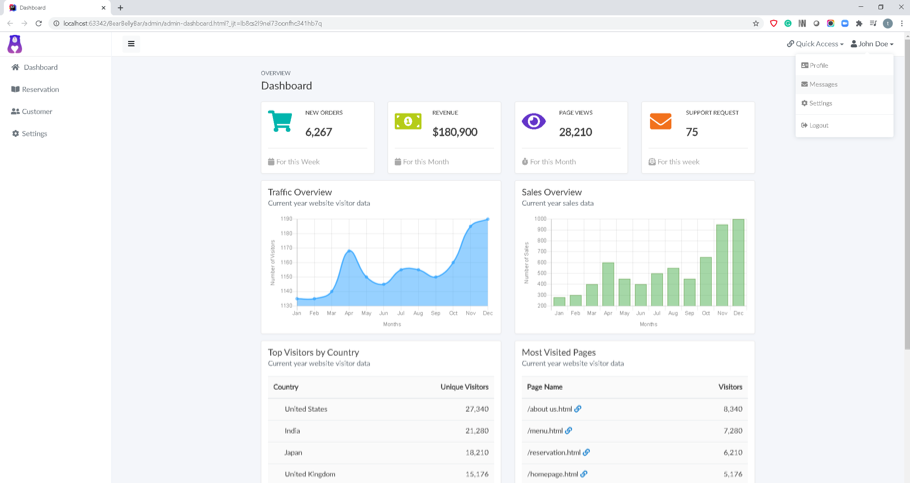 Dashboard
localhost:63342/BearBellyBar/admin/admin-dashboard.html?_ijt=lb8os2l9nel73oonfhc34lhb7q
Quick Access
John Doe
Profile
Messages
Settings
Logout
Dashboard
Reservation
Customer
Settings
OVERVIEW
Dashboard
NEW ORDERS
6,267
For this Week
REVENUE
$180,900
For this Month
PAGE VIEWS
28,210
For this Month
SUPPORT REQUEST
75
For this week
Traffic Overview
Current year website visitor data
Number of Visitors
1190
1180
1170
1160
1150
1140
1130
Jan Feb Mar Apr May Jun Jul Aug Sep Oct Nov Dec
Months
Sales Overview
Current year sales data
Number of Sales
1000
900
800
700
600
500
400
300
200
Jan Feb Mar Apr May Jun Jul Aug Sep Oct Nov Dec
Months
Top Visitors by Country
Current year website visitor data
Country Unique Visitors
United States 27,340
India 21,280
Japan 18,210
United Kingdom 15,176
Most Visited Pages
Current year website visitor data
Page Name Visitors
/about us.html 8,340
/menu.html 7,280
/reservation.html 6,210
/homepage.html 5,176